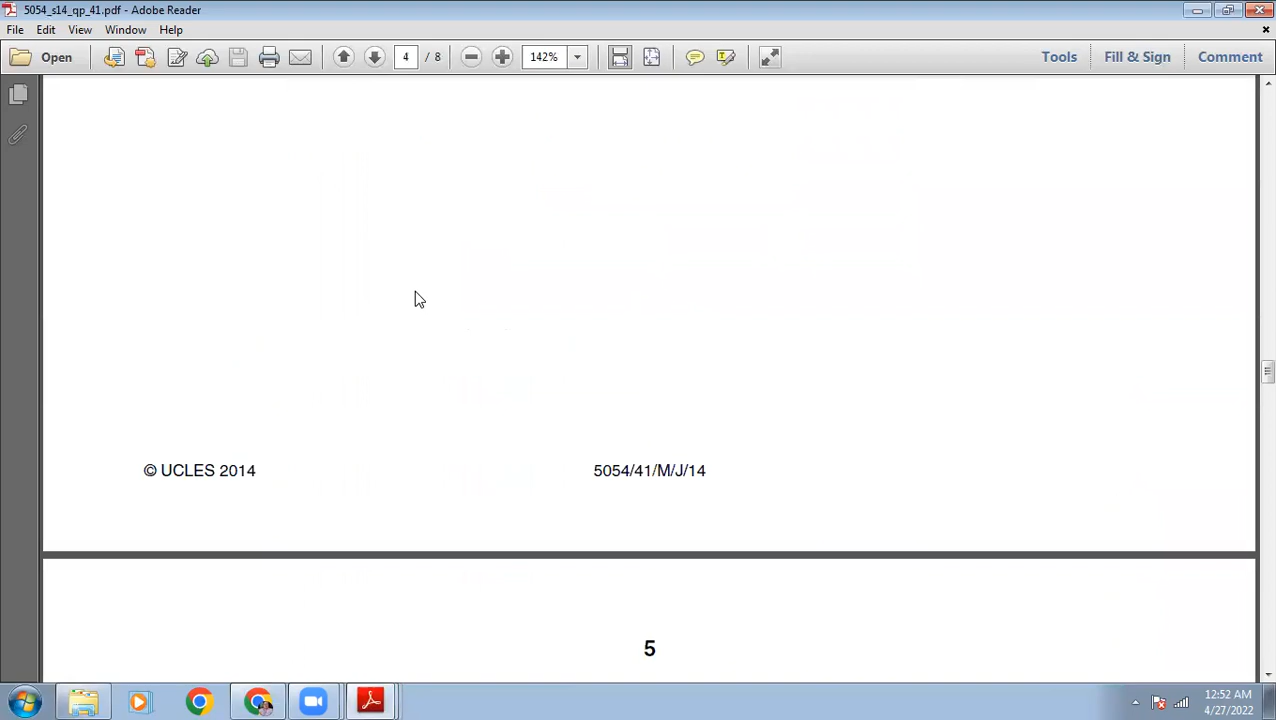 5054_s14_qp_41.pdf - Adobe Reader
File Edit View Window Help
Open 4 / 8 142% Tools Fill & Sign Comment
© UCLES 2014 5054/41/M/J/14
5
12:52 AM
4/27/2022